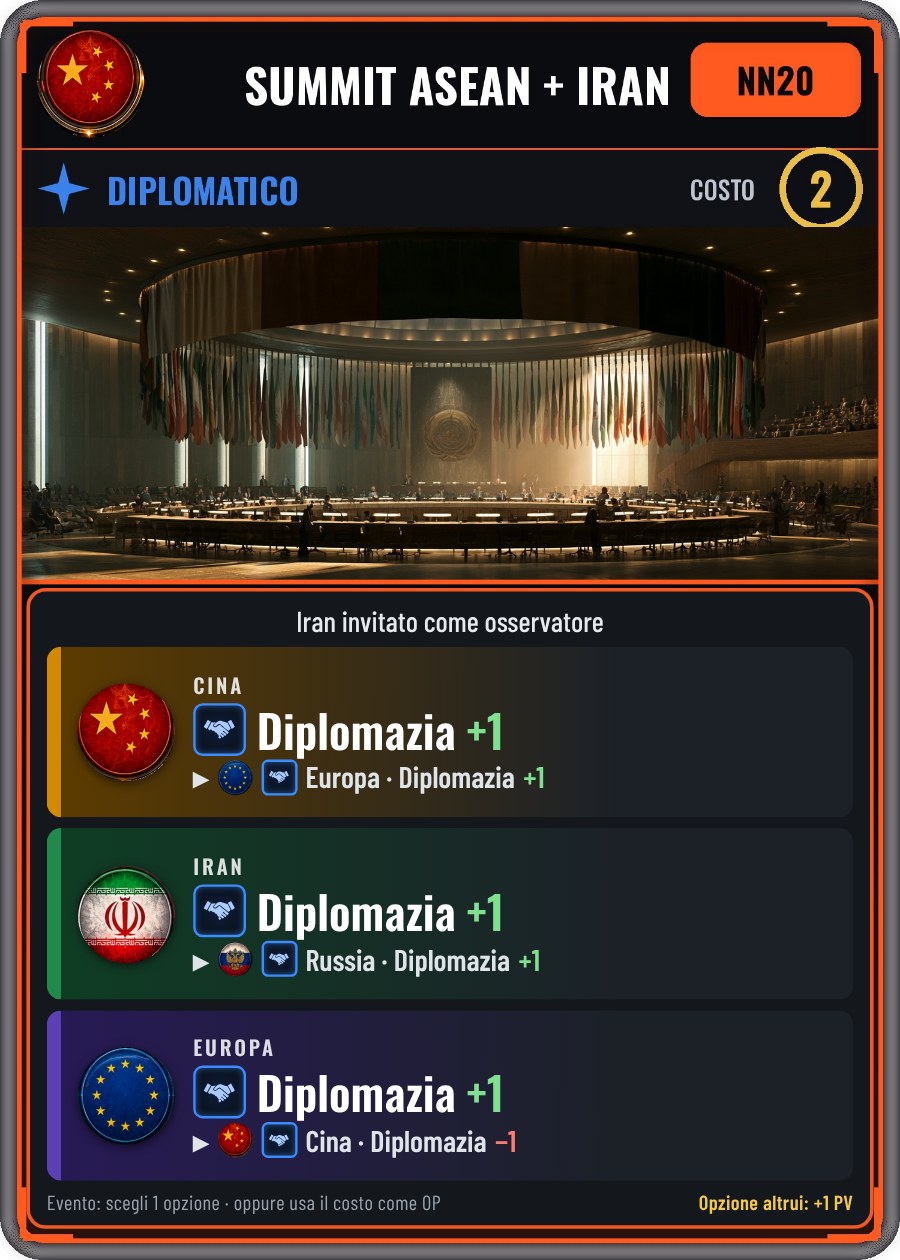 SUMMIT ASEAN + IRAN
NN20
DIPLOMATICO
COSTO
2
Iran invitato come osservatore
CINA
Diplomazia +1
▶ Europa · Diplomazia +1
IRAN
Diplomazia +1
▶ Russia · Diplomazia +1
EUROPA
Diplomazia +1
▶ Cina · Diplomazia −1
Evento: scegli 1 opzione · oppure usa il costo come OP
Opzione altrui: +1 PV